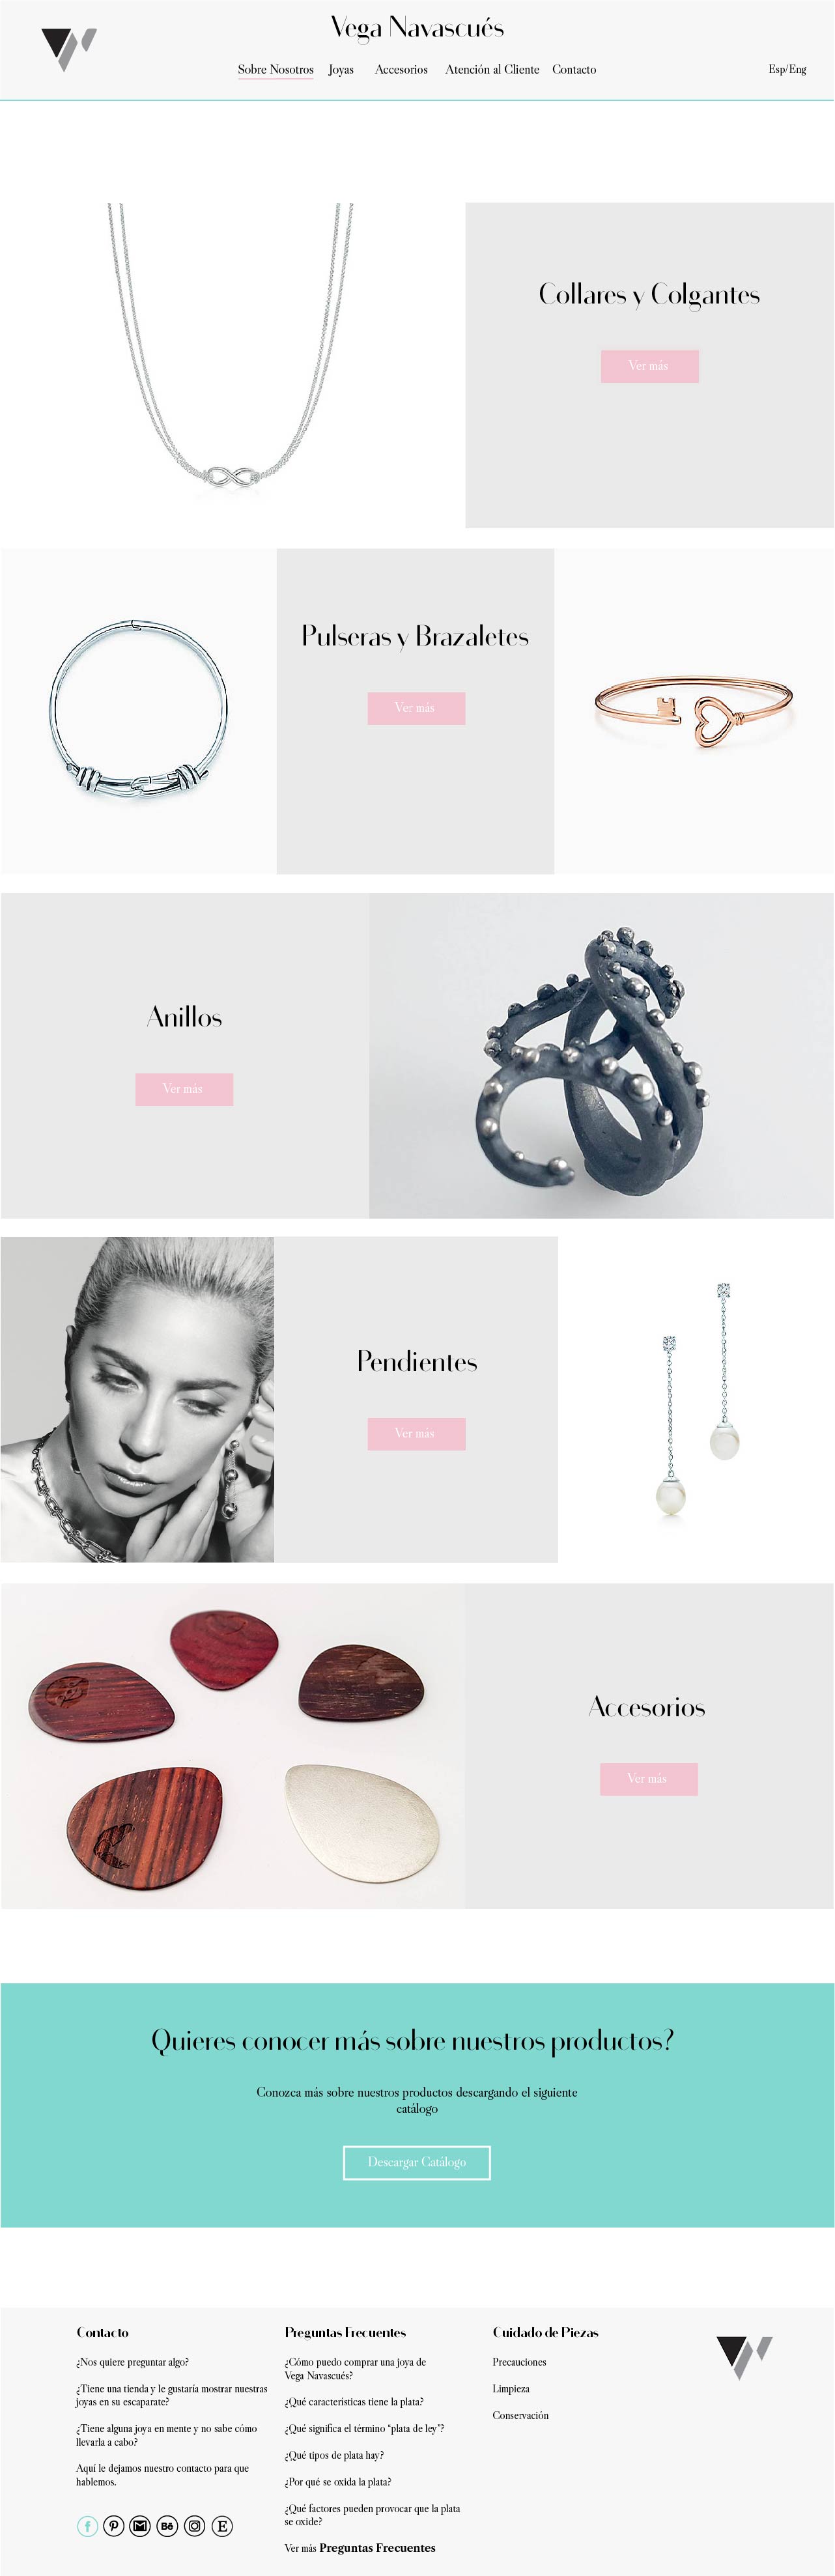 Vega Navascués
Sobre Nosotros Joyas Accesorios Atención al Cliente Contacto Esp/Eng
Collares y Colgantes
Ver más
Pulseras y Brazaletes
Ver más
Anillos
Ver más
Pendientes
Ver más
Accesorios
Ver más
Quieres conocer más sobre nuestros productos?
Conozca más sobre nuestros productos descargando el siguiente
catálogo
Descargar Catálogo
Contacto
¿Nos quiere preguntar algo?
¿Tiene una tienda y le gustaría mostrar nuestras
joyas en su escaparate?
¿Tiene alguna joya en mente y no sabe cómo
llevarla a cabo?
Aquí le dejamos nuestro contacto para que
hablemos.
f P M Bē E
Preguntas Frecuentes
¿Cómo puedo comprar una joya de
Vega Navascués?
¿Qué características tiene la plata?
¿Qué significa el término “plata de ley”?
¿Qué tipos de plata hay?
¿Por qué se oxida la plata?
¿Qué factores pueden provocar que la plata
se oxide?
Ver más Preguntas Frecuentes
Cuidado de Piezas
Precauciones
Limpieza
Conservación